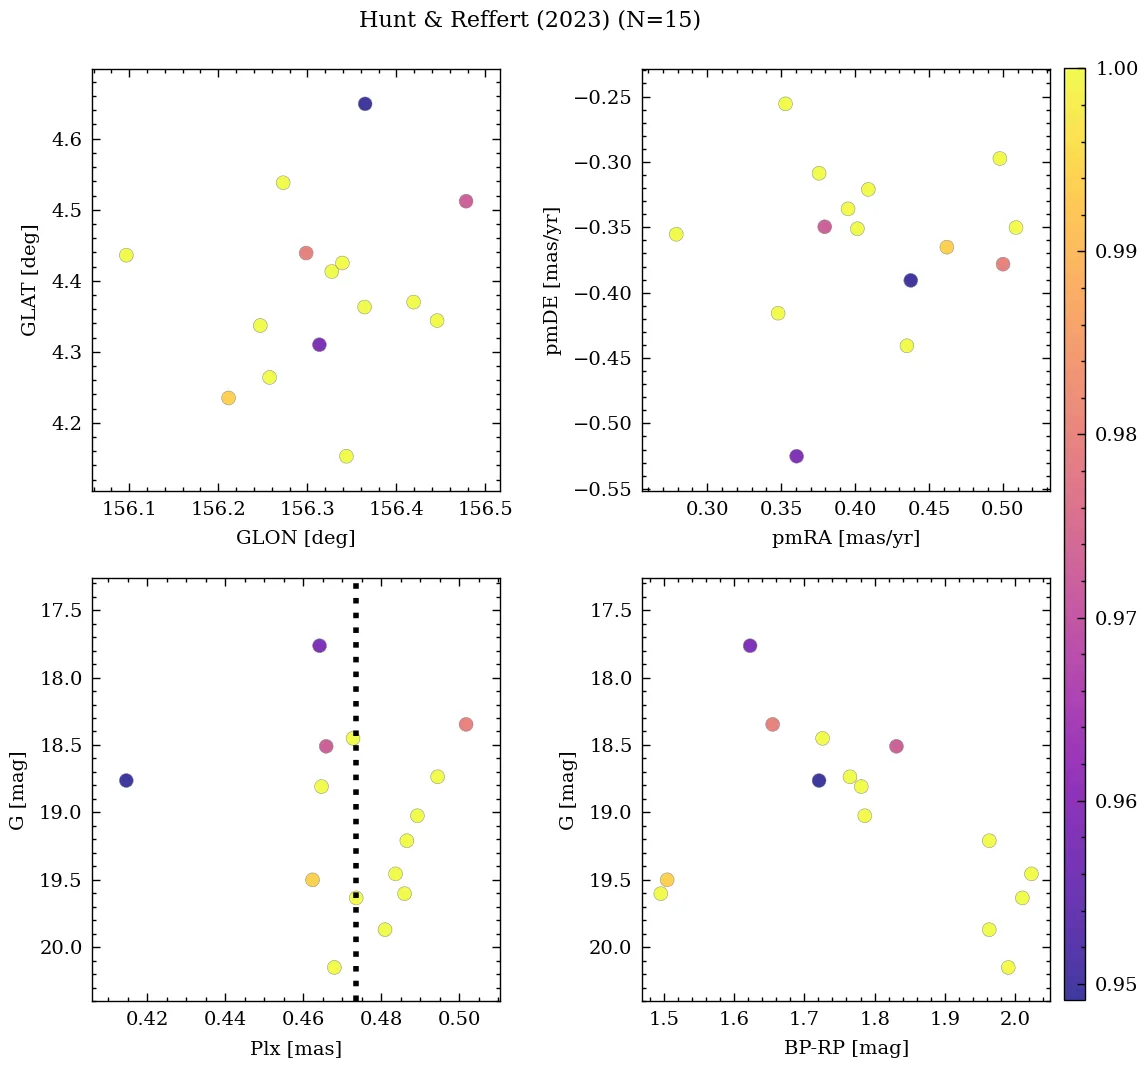 Hunt & Reffert (2023) (N=15)
4.6
4.5
4.4
4.3
4.2
GLAT [deg]
156.1 156.2 156.3 156.4 156.5
GLON [deg]
−0.25
−0.30
−0.35
−0.40
−0.45
−0.50
−0.55
pmDE [mas/yr]
0.30 0.35 0.40 0.45 0.50
pmRA [mas/yr]
17.5
18.0
18.5
19.0
19.5
20.0
G [mag]
0.42 0.44 0.46 0.48 0.50
Plx [mas]
17.5
18.0
18.5
19.0
19.5
20.0
G [mag]
1.5 1.6 1.7 1.8 1.9 2.0
BP-RP [mag]
1.00
0.99
0.98
0.97
0.96
0.95